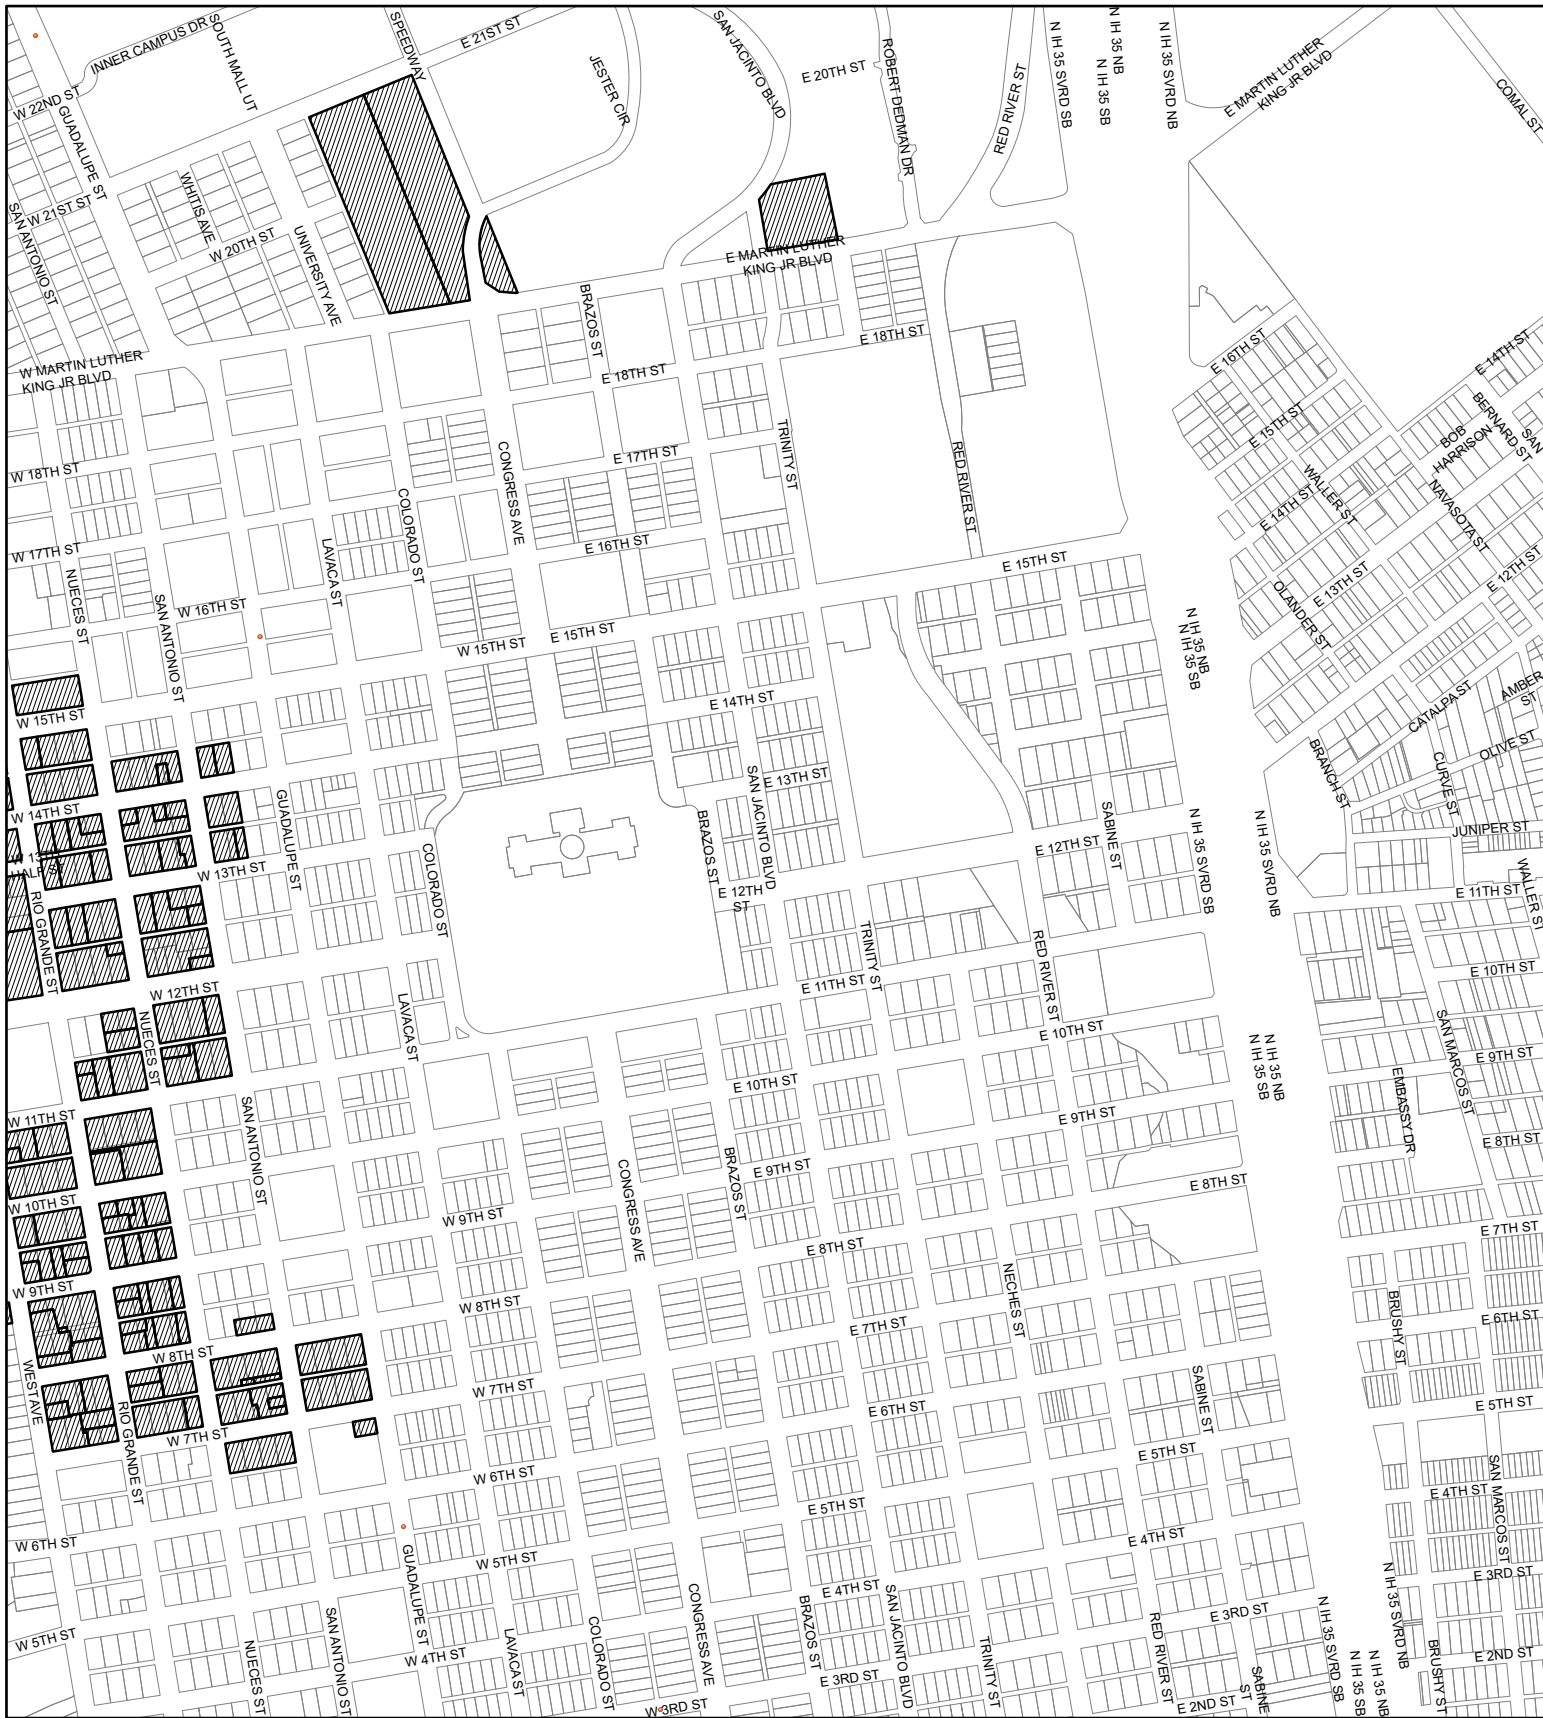 INNER CAMPUS DR
SOUTH MALL UT
SPEEDWAY
E 21ST ST
JESTER CIR
SAN JACINTO BLVD
E 20TH ST
ROBERT DEDMAN DR
RED RIVER ST
N IH 35 SVRD SB
N IH 35 NB
N IH 35 SB
N IH 35 SVRD NB
E MARTIN LUTHER
KING JR BLVD
COMAL ST
W 22ND ST
GUADALUPE ST
W 21ST ST
SAN ANTONIO ST
WHITIS AVE
W 20TH ST
UNIVERSITY AVE
E MARTIN LUTHER
KING JR BLVD
BRAZOS ST
E 18TH ST
E 18TH ST
W MARTIN LUTHER
KING JR BLVD
E 16TH ST
E 14TH ST
E 15TH ST
BOB
HARRISON
BERNARD ST
SAN
W 18TH ST
CONGRESS AVE
E 17TH ST
TRINITY ST
RED RIVER ST
COLORADO ST
LAVACA ST
E 16TH ST
WALLER ST
E 14TH ST
NAVASOTA ST
W 17TH ST
NUECES ST
SAN ANTONIO ST
W 16TH ST
E 15TH ST
E 15TH ST
W 15TH ST
E 13TH ST
E 12TH ST
OLANDER ST
N IH 35 NB
N IH 35 SB
W 15TH ST
E 14TH ST
CATALPA ST
AMBER
ST
OLIVE ST
BRANCH ST
CURVE ST
JUNIPER ST
W 14TH ST
GUADALUPE ST
SAN JACINTO BLVD
E 13TH ST
BRAZOS ST
SABINE ST
E 12TH ST
N IH 35 SVRD SB
N IH 35 SVRD NB
W 13TH
HALF ST
W 13TH ST
COLORADO ST
E 12TH
ST
E 11TH ST
WALLER ST
RIO GRANDE ST
W 12TH ST
TRINITY ST
RED RIVER ST
E 11TH ST
E 10TH ST
NUECES ST
LAVACA ST
E 10TH ST
N IH 35 NB
N IH 35 SB
SAN MARCOS ST
E 9TH ST
E 10TH ST
EMBASSY DR
W 11TH ST
SAN ANTONIO ST
E 9TH ST
E 8TH ST
CONGRESS AVE
BRAZOS ST
E 9TH ST
E 8TH ST
W 10TH ST
W 9TH ST
E 8TH ST
E 7TH ST
NECHES ST
W 9TH ST
W 8TH ST
E 7TH ST
BRUSHY ST
E 6TH ST
W 8TH ST
WEST AVE
RIO GRANDE ST
W 7TH ST
W 7TH ST
E 6TH ST
SABINE ST
E 5TH ST
W 6TH ST
E 5TH ST
E 5TH ST
E 4TH ST
SAN MARCOS ST
W 6TH ST
GUADALUPE ST
W 5TH ST
E 4TH ST
E 4TH ST
E 3RD ST
N IH 35 SVRD NB
W 5TH ST
NUECES ST
SAN ANTONIO ST
W 4TH ST
LAVACA ST
COLORADO ST
CONGRESS AVE
BRAZOS ST
SAN JACINTO BLVD
TRINITY ST
E 3RD ST
E 3RD ST
RED RIVER ST
SABINE
ST
N IH 35 SVRD SB
N IH 35 SB
N IH 35 NB
BRUSHY ST
E 2ND ST
W 3RD ST
E 2ND ST